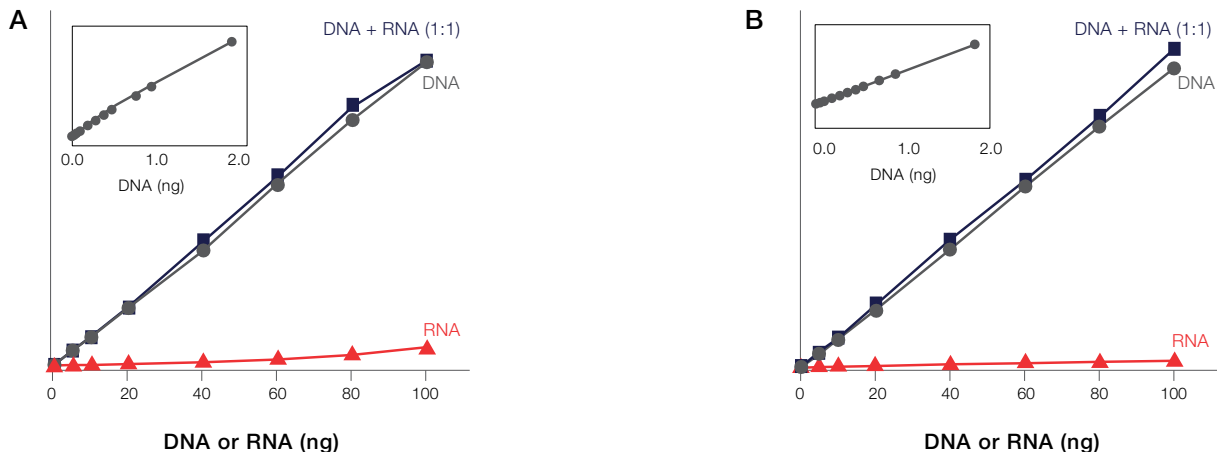 A
DNA + RNA (1:1)
DNA
0.0 1.0 2.0
DNA (ng)
RNA
0 20 40 60 80 100
DNA or RNA (ng)
B
DNA + RNA (1:1)
DNA
0.0 1.0 2.0
DNA (ng)
RNA
0 20 40 60 80 100
DNA or RNA (ng)